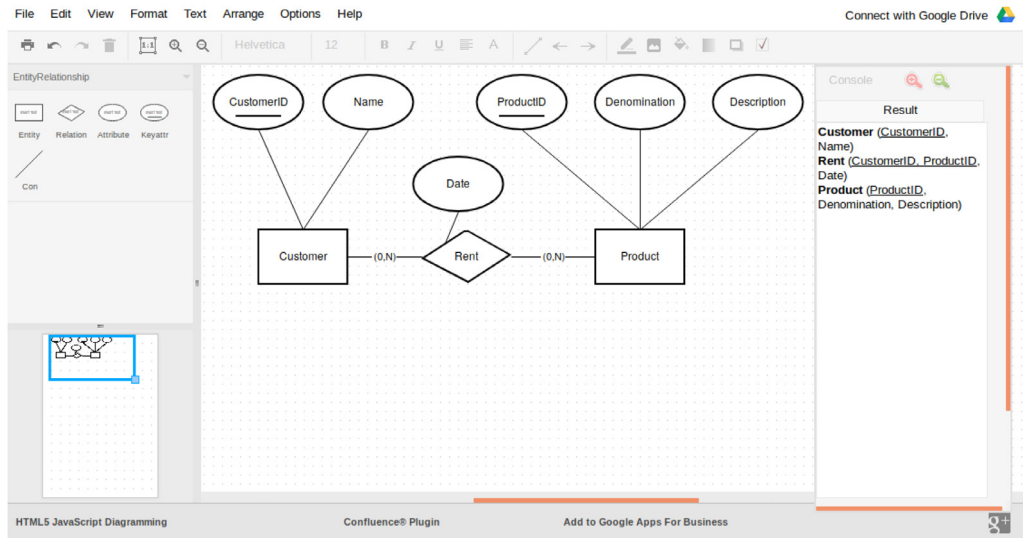 File Edit View Format Text Arrange Options Help
Connect with Google Drive
1:1 Helvetica 12 B I U A
EntityRelationship
Entity Relation Attribute Keyattr
Con
CustomerID Name ProductID Denomination Description
Date
Customer (0,N) Rent (0,N) Product
Console
Result
Customer (CustomerID,
Name)
Rent (CustomerID, ProductID,
Date)
Product (ProductID,
Denomination, Description)
HTML5 JavaScript Diagramming Confluence® Plugin Add to Google Apps For Business
g+